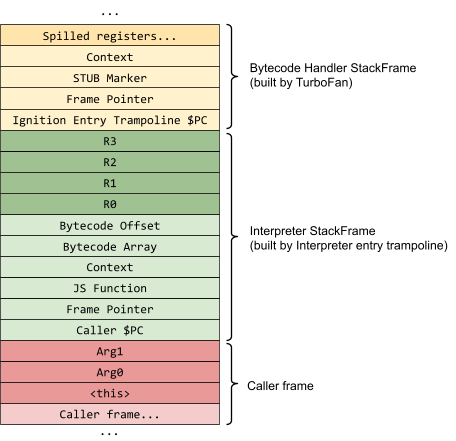 ...
Spilled registers...
Context
STUB Marker
Frame Pointer
Ignition Entry Trampoline $PC
Bytecode Handler StackFrame
(built by TurboFan)
R3
R2
R1
R0
Bytecode Offset
Bytecode Array
Context
JS Function
Frame Pointer
Caller $PC
Interpreter StackFrame
(built by Interpreter entry trampoline)
Arg1
Arg0
<this>
Caller frame...
Caller frame
...